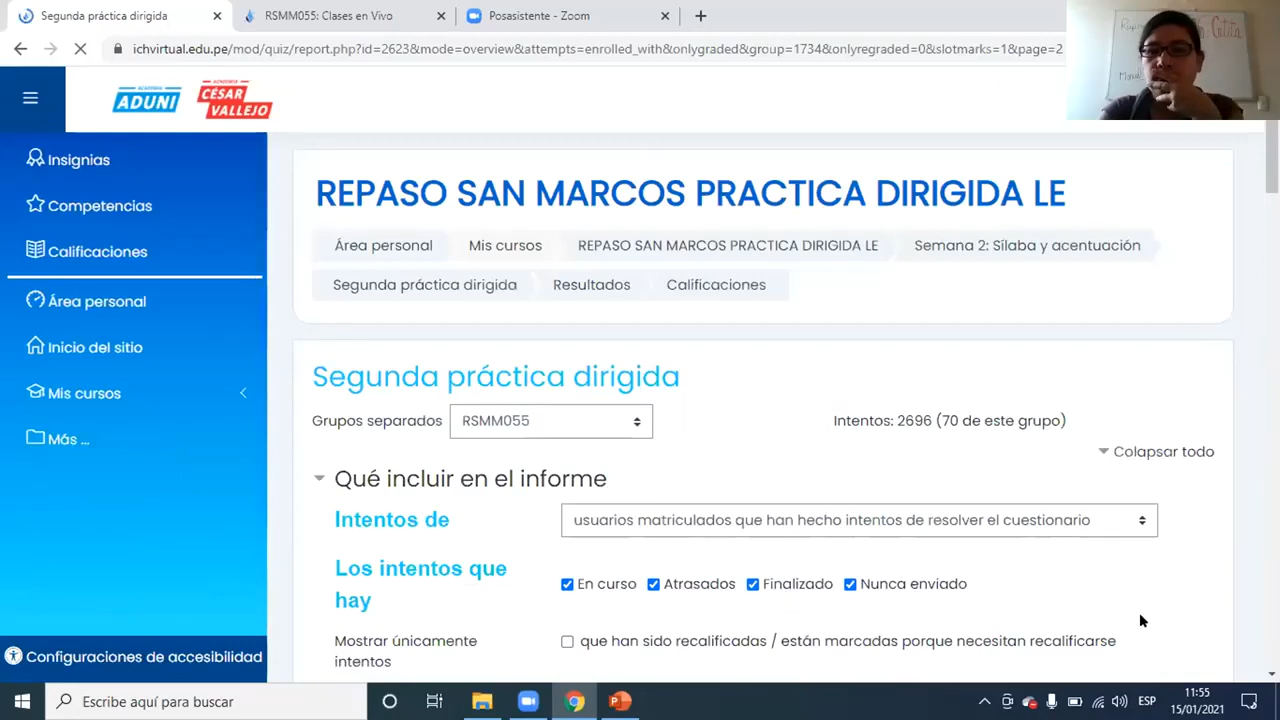 Segunda práctica dirigida
RSMM055: Clases en Vivo
Posasistente - Zoom
ichvirtual.edu.pe/mod/quiz/report.php?id=2623&mode=overview&attempts=enrolled_with&onlygraded&group=1734&onlyregraded=0&slotmarks=1&page=2
ACADEMIA
ADUNI
ACADEMIA
CÉSAR
VALLEJO
Insignias
Competencias
Calificaciones
Área personal
Inicio del sitio
Mis cursos
Más ...
Configuraciones de accesibilidad
REPASO SAN MARCOS PRACTICA DIRIGIDA LE
Área personal
Mis cursos
REPASO SAN MARCOS PRACTICA DIRIGIDA LE
Semana 2: Sílaba y acentuación
Segunda práctica dirigida
Resultados
Calificaciones
Segunda práctica dirigida
Grupos separados
RSMM055
Intentos: 2696 (70 de este grupo)
Colapsar todo
Qué incluir en el informe
Intentos de
usuarios matriculados que han hecho intentos de resolver el cuestionario
Los intentos que
hay
En curso
Atrasados
Finalizado
Nunca enviado
Mostrar únicamente
intentos
que han sido recalificadas / están marcadas porque necesitan recalificarse
Escribe aquí para buscar
ESP
11:55
15/01/2021